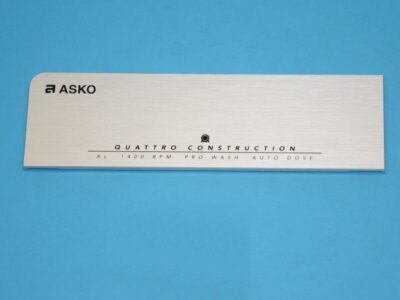 ASKO
QUATTRO CONSTRUCTION
XL 1400 RPM PRO WASH AUTO DOSE